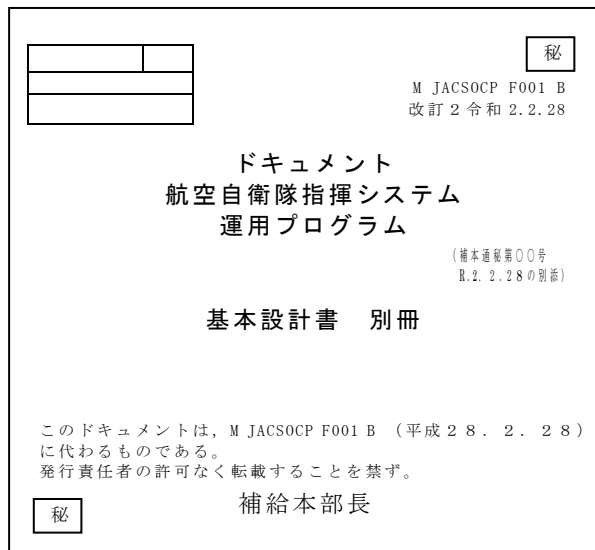 秘
M JACSOCP F001 B
改訂２令和 2.2.28
ドキュメント
航空自衛隊指揮システム
運用プログラム
(補本通秘第〇〇号
R.2. 2.28の別添)
基本設計書　別冊
このドキュメントは，M JACSOCP F001 B （平成２８．２．２８）
に代わるものである。
発行責任者の許可なく転載することを禁ず。
補給本部長
秘